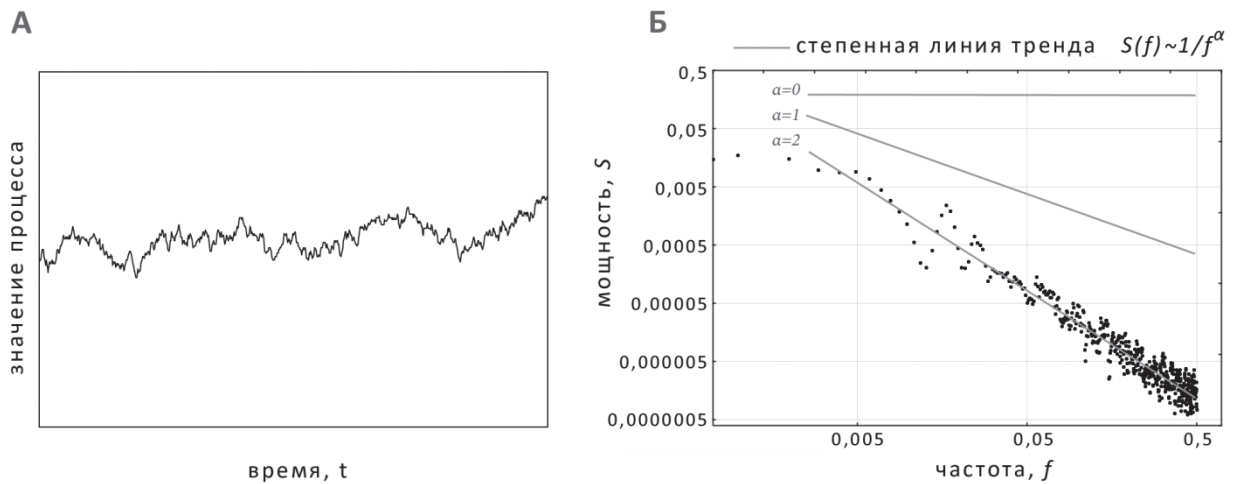 А
значение процесса
время, t
Б
степенная линия тренда S(f)~1/f^α
0,5
0,05
0,005
0,0005
0,00005
0,000005
0,0000005
мощность, S
α=0
α=1
α=2
0,005
0,05
0,5
частота, f